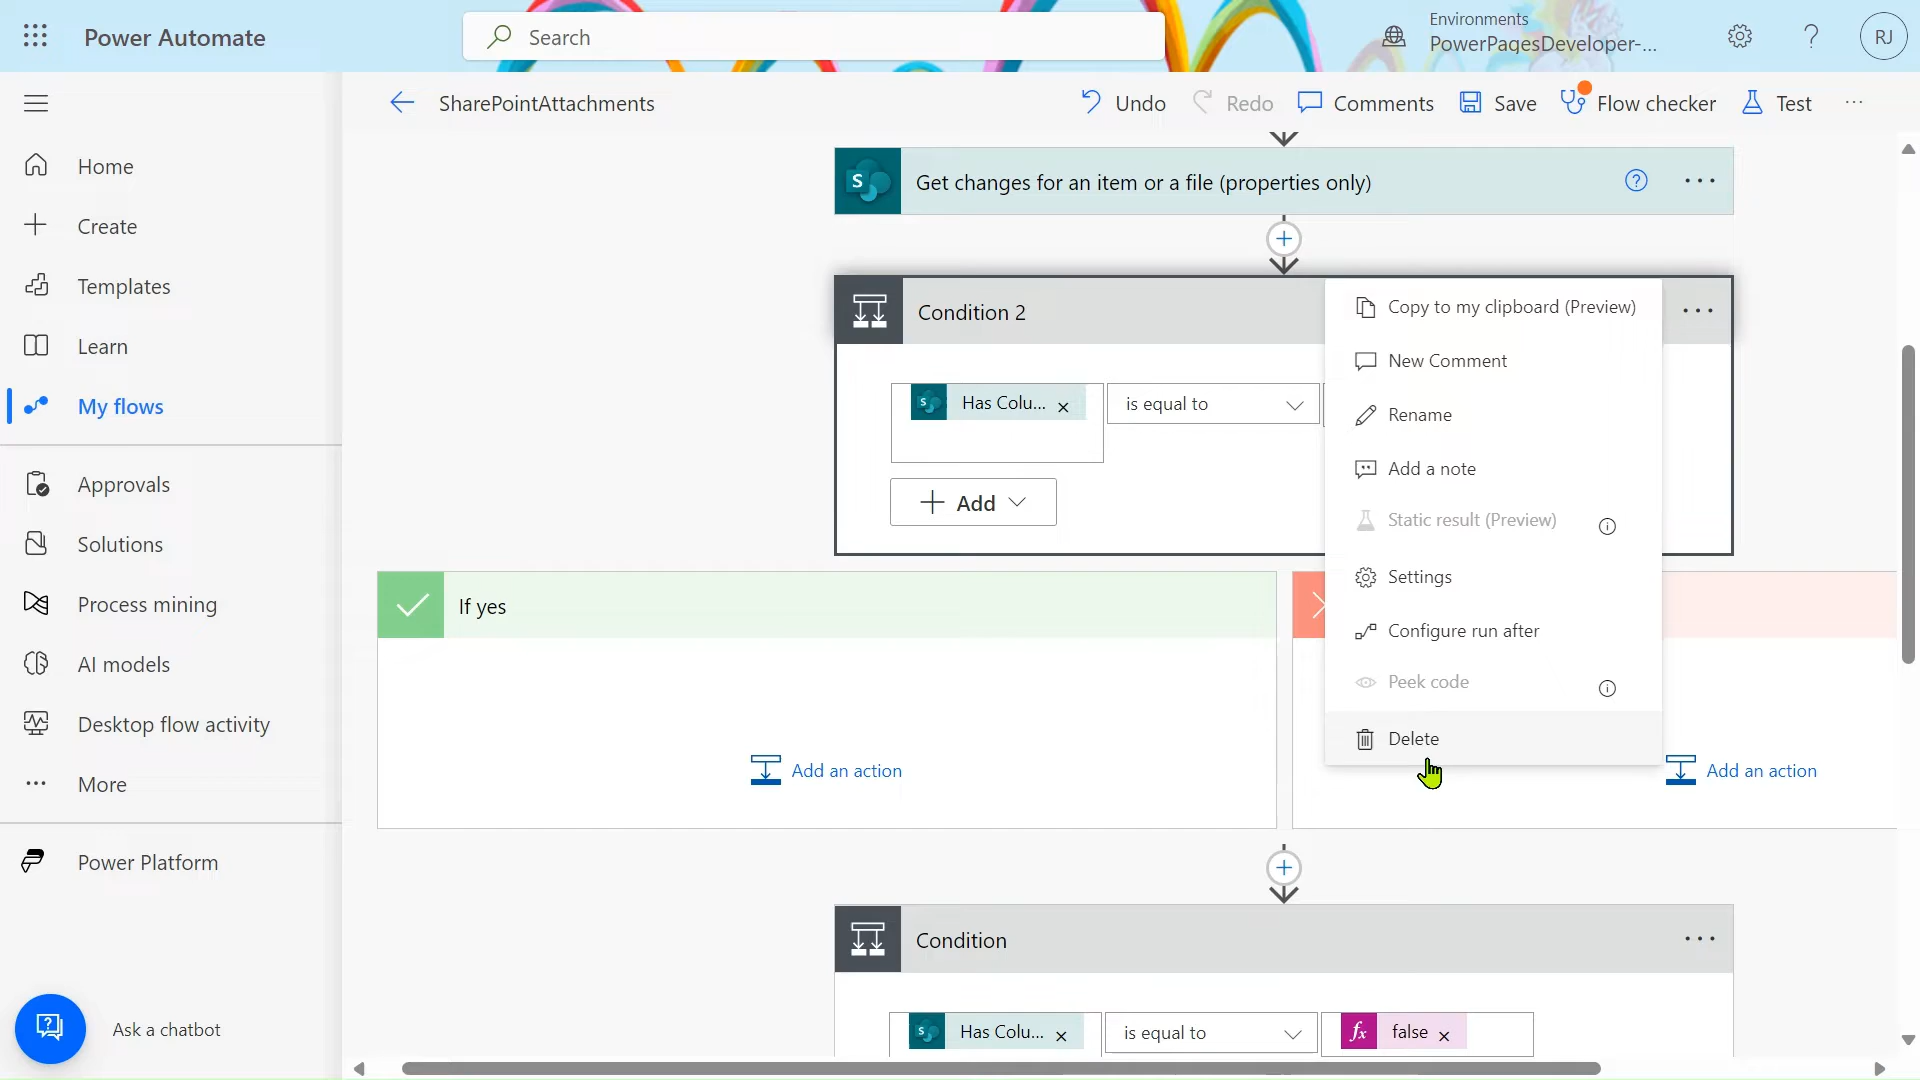 Power Automate
Search
Environments
PowerPagesDeveloper-...
RJ
SharePointAttachments
Undo
Redo
Comments
Save
Flow checker
Test
Home
Create
Templates
Learn
My flows
Approvals
Solutions
Process mining
AI models
Desktop flow activity
More
Power Platform
Ask a chatbot
Get changes for an item or a file (properties only)
Condition 2
Has Colu...
is equal to
Add
Copy to my clipboard (Preview)
New Comment
Rename
Add a note
Static result (Preview)
Settings
Configure run after
Peek code
Delete
If yes
Add an action
Add an action
Condition
Has Colu...
is equal to
fx false